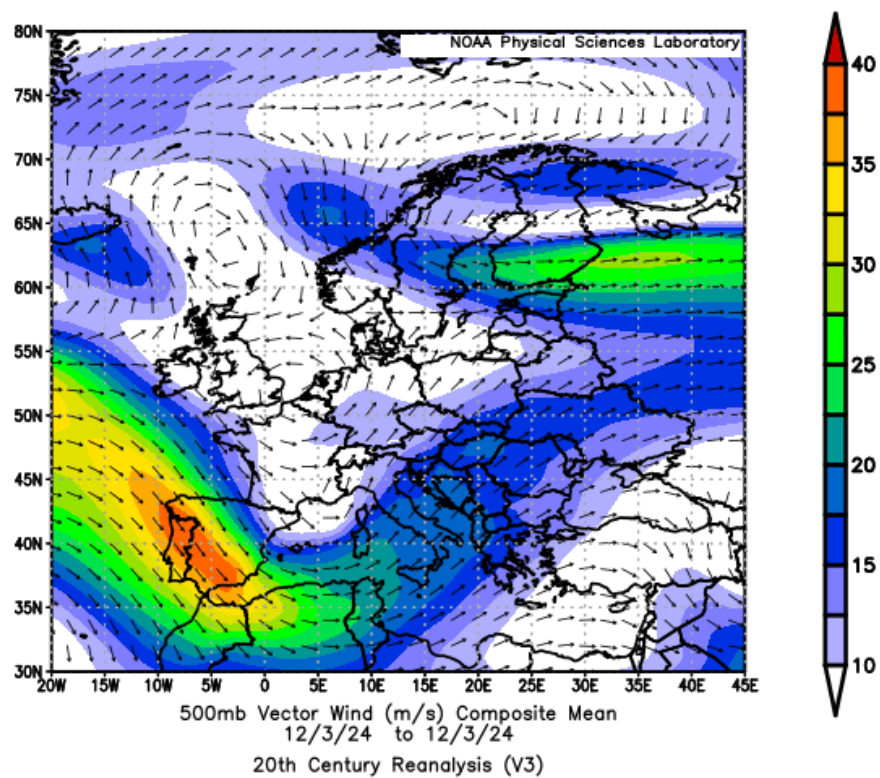 NOAA Physical Sciences Laboratory
80N
75N
70N
65N
60N
55N
50N
45N
40N
35N
30N
20W 15W 10W 5W 0 5E 10E 15E 20E 25E 30E 35E 40E 45E
40
35
30
25
20
15
10
500mb Vector Wind (m/s) Composite Mean
12/3/24 to 12/3/24
20th Century Reanalysis (V3)